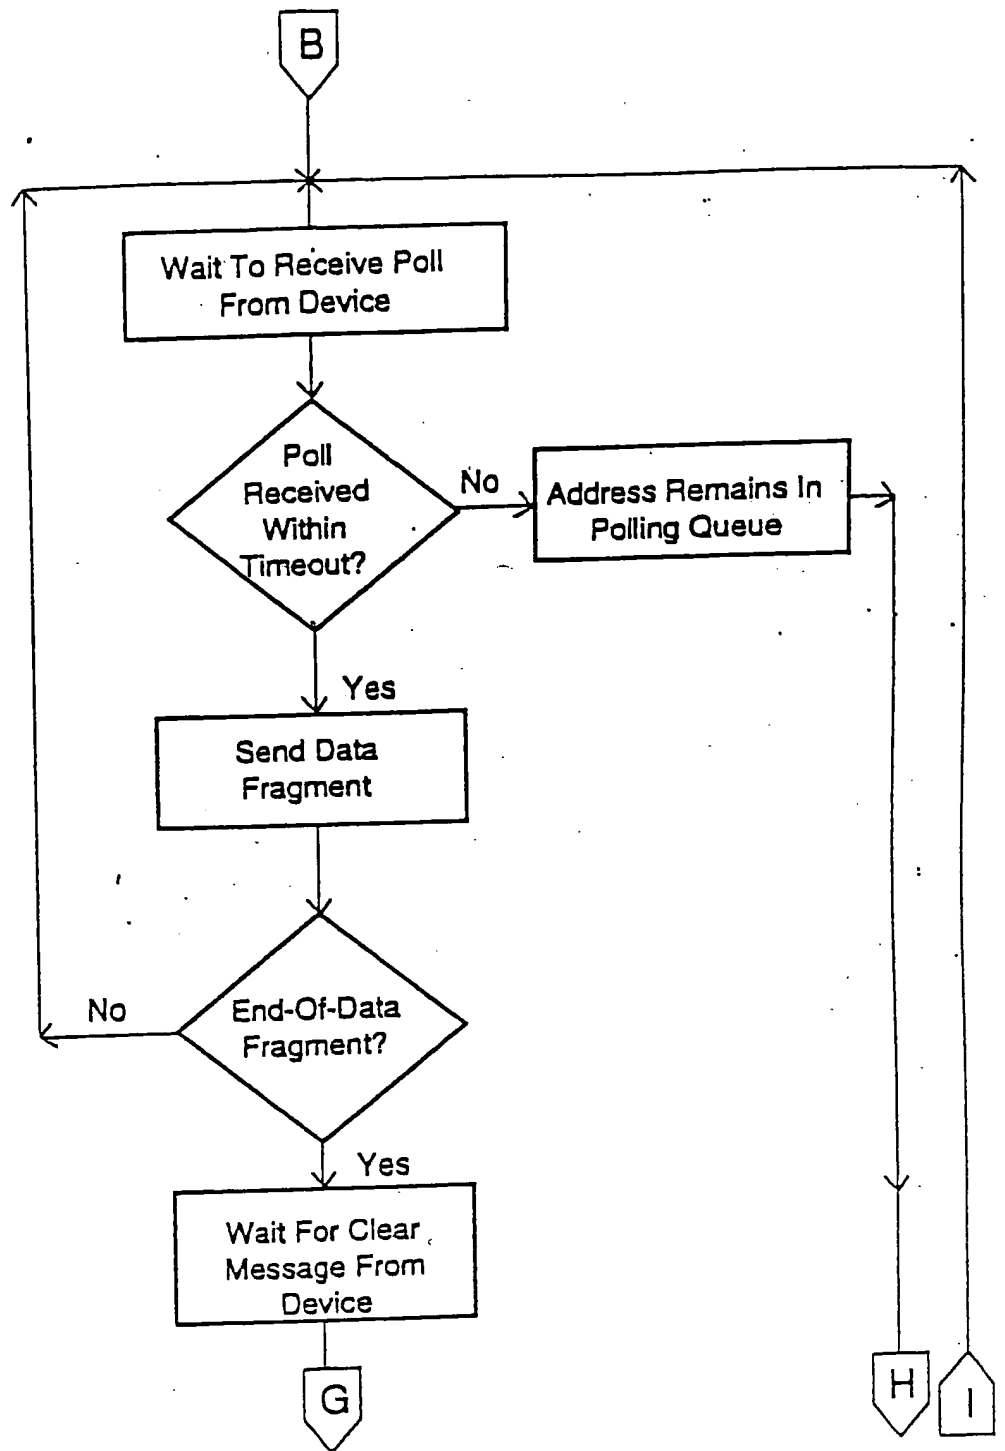 B
Wait To Receive Poll
From Device
Poll
Received
Within
Timeout?
No
Address Remains In
Polling Queue
Yes
Send Data
Fragment
No
End-Of-Data
Fragment?
Yes
Wait For Clear
Message From
Device
G
H
I